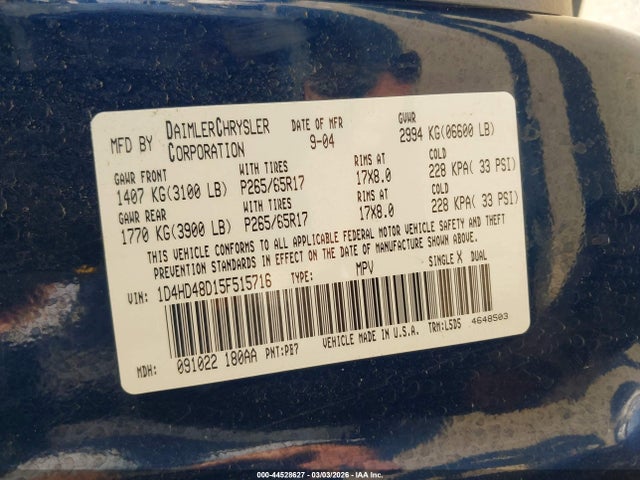 MFD BY DAIMLERCHRYSLER CORPORATION DATE OF MFR 9-04 GVWR 2994 KG(06600 LB)
GAWR FRONT WITH TIRES RIMS AT COLD
1407 KG(3100 LB) P265/65R17 17X8.0 228 KPA( 33 PSI)
GAWR REAR WITH TIRES RIMS AT COLD
1770 KG(3900 LB) P265/65R17 17X8.0 228 KPA( 33 PSI)
THIS VEHICLE CONFORMS TO ALL APPLICABLE FEDERAL MOTOR VEHICLE SAFETY AND THEFT
PREVENTION STANDARDS IN EFFECT ON THE DATE OF MANUFACTURE SHOWN ABOVE.
VIN: 1D4HD48D15F515716 TYPE: MPV SINGLE X DUAL
MDH: 091022 180AA PNT:PB7 VEHICLE MADE IN U.S.A. TRM:L5D5 4648503
000-44528627 - 03/03/2026 - IAA Inc.